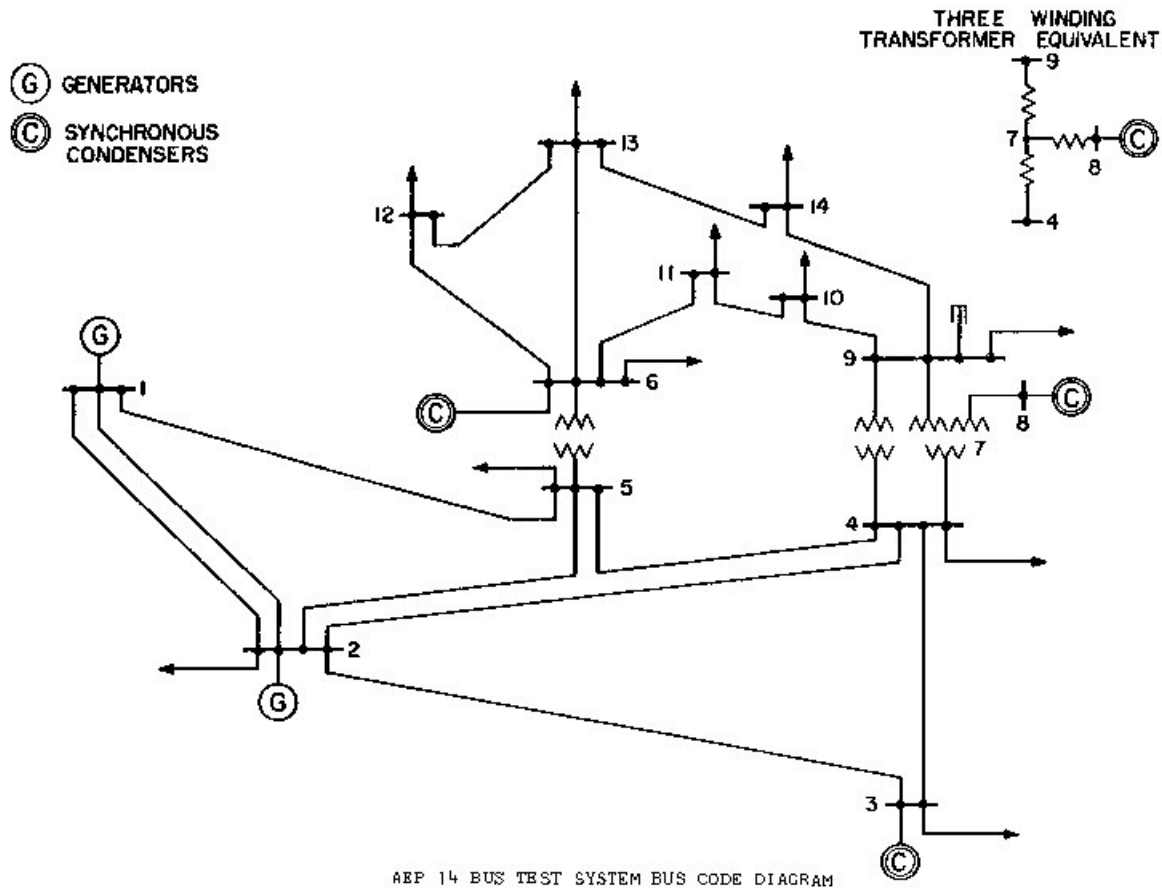 THREE WINDING
TRANSFORMER EQUIVALENT
9
G GENERATORS
C SYNCHRONOUS
CONDENSERS
7
8
C
4
13
12
14
11
10
G
1
9
6
C
8
C
7
5
4
2
G
3
C
AEP 14 BUS TEST SYSTEM BUS CODE DIAGRAM